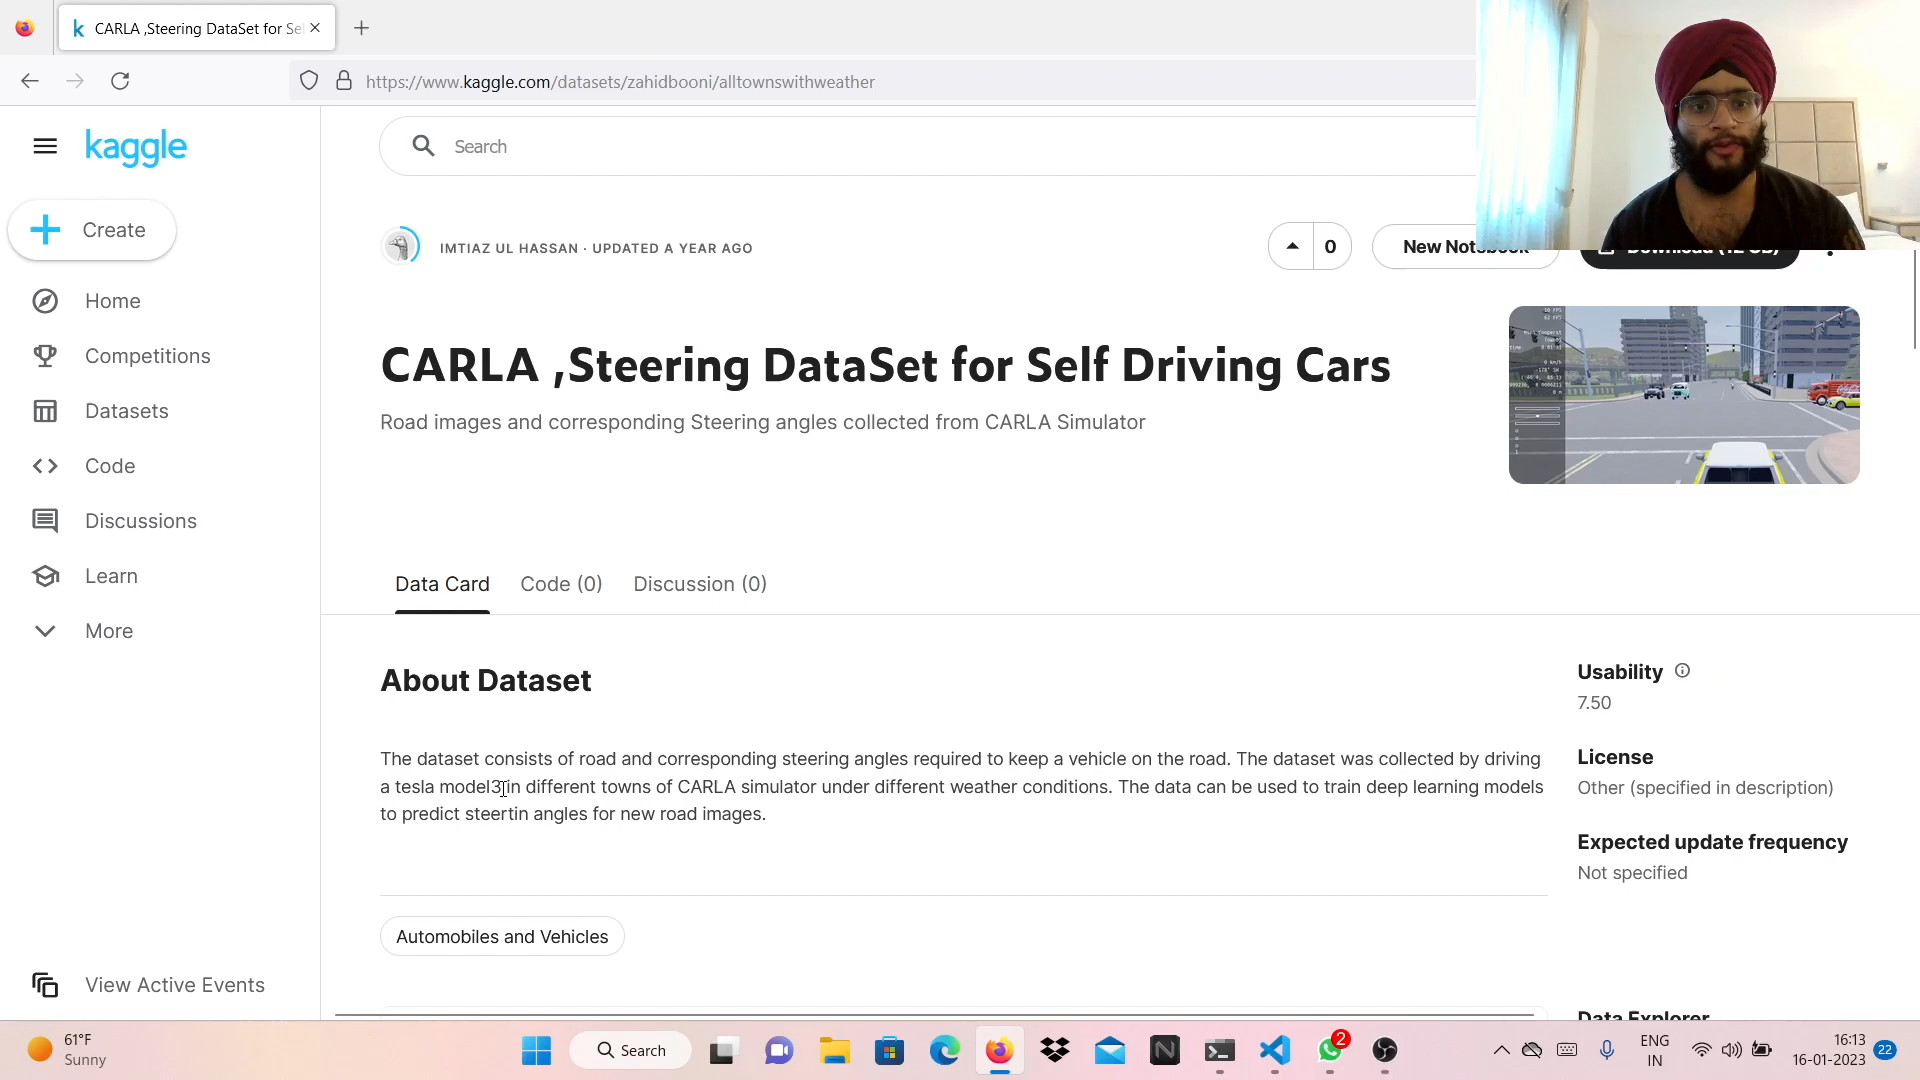 CARLA ,Steering DataSet for Se
https://www.kaggle.com/datasets/zahidbooni/alltownswithweather
kaggle
Search
Create
IMTIAZ UL HASSAN · UPDATED A YEAR AGO
0
New Notebook
Download (12 GB)
Home
Competitions
Datasets
Code
Discussions
Learn
More
View Active Events
CARLA ,Steering DataSet for Self Driving Cars
Road images and corresponding Steering angles collected from CARLA Simulator
Data Card
Code (0)
Discussion (0)
About Dataset
The dataset consists of road and corresponding steering angles required to keep a vehicle on the road. The dataset was collected by driving
a tesla model3 in different towns of CARLA simulator under different weather conditions. The data can be used to train deep learning models
to predict steertin angles for new road images.
Automobiles and Vehicles
Usability
7.50
License
Other (specified in description)
Expected update frequency
Not specified
Data Explorer
61°F
Sunny
Search
2
ENG
IN
16:13
16-01-2023
22